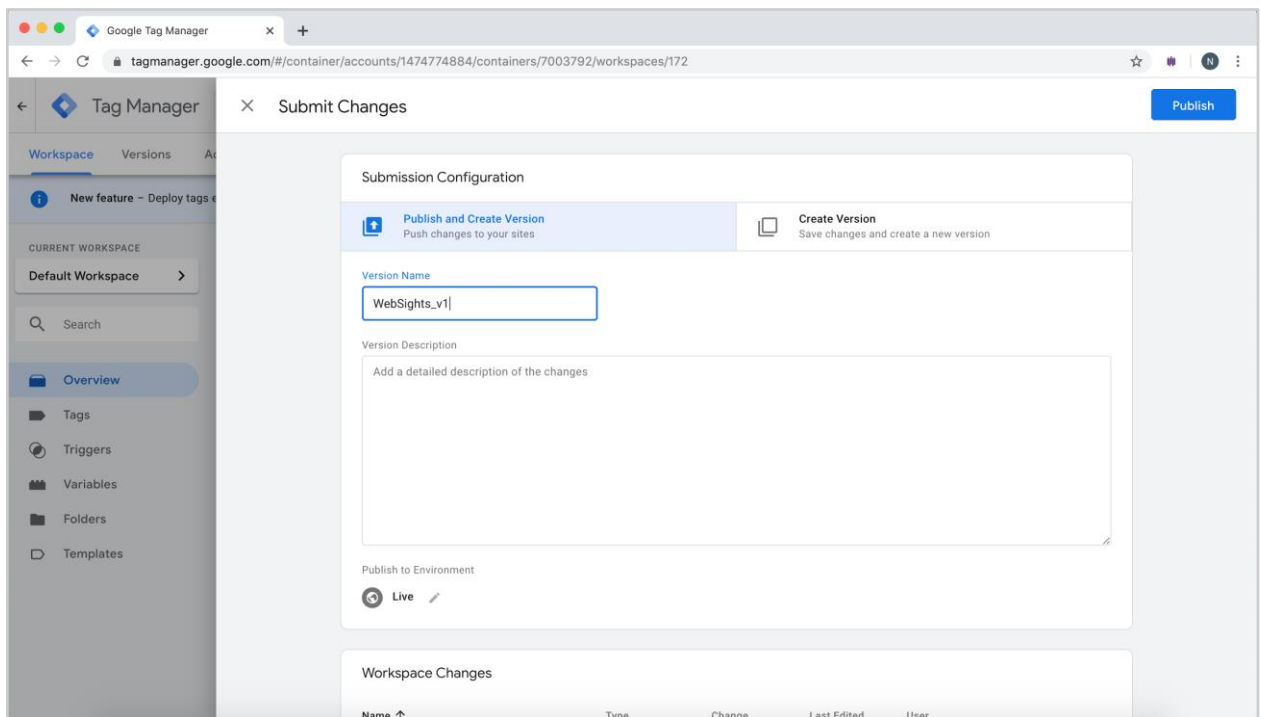 Google Tag Manager
tagmanager.google.com/#/container/accounts/1474774884/containers/7003792/workspaces/172
N
Tag Manager
Submit Changes
Publish
Workspace Versions
New feature – Deploy tags
CURRENT WORKSPACE
Default Workspace
Search
Overview
Tags
Triggers
Variables
Folders
Templates
Submission Configuration
Publish and Create Version
Push changes to your sites
Create Version
Save changes and create a new version
Version Name
WebSights_v1
Version Description
Add a detailed description of the changes
Publish to Environment
Live
Workspace Changes
Name Type Change Last Edited User